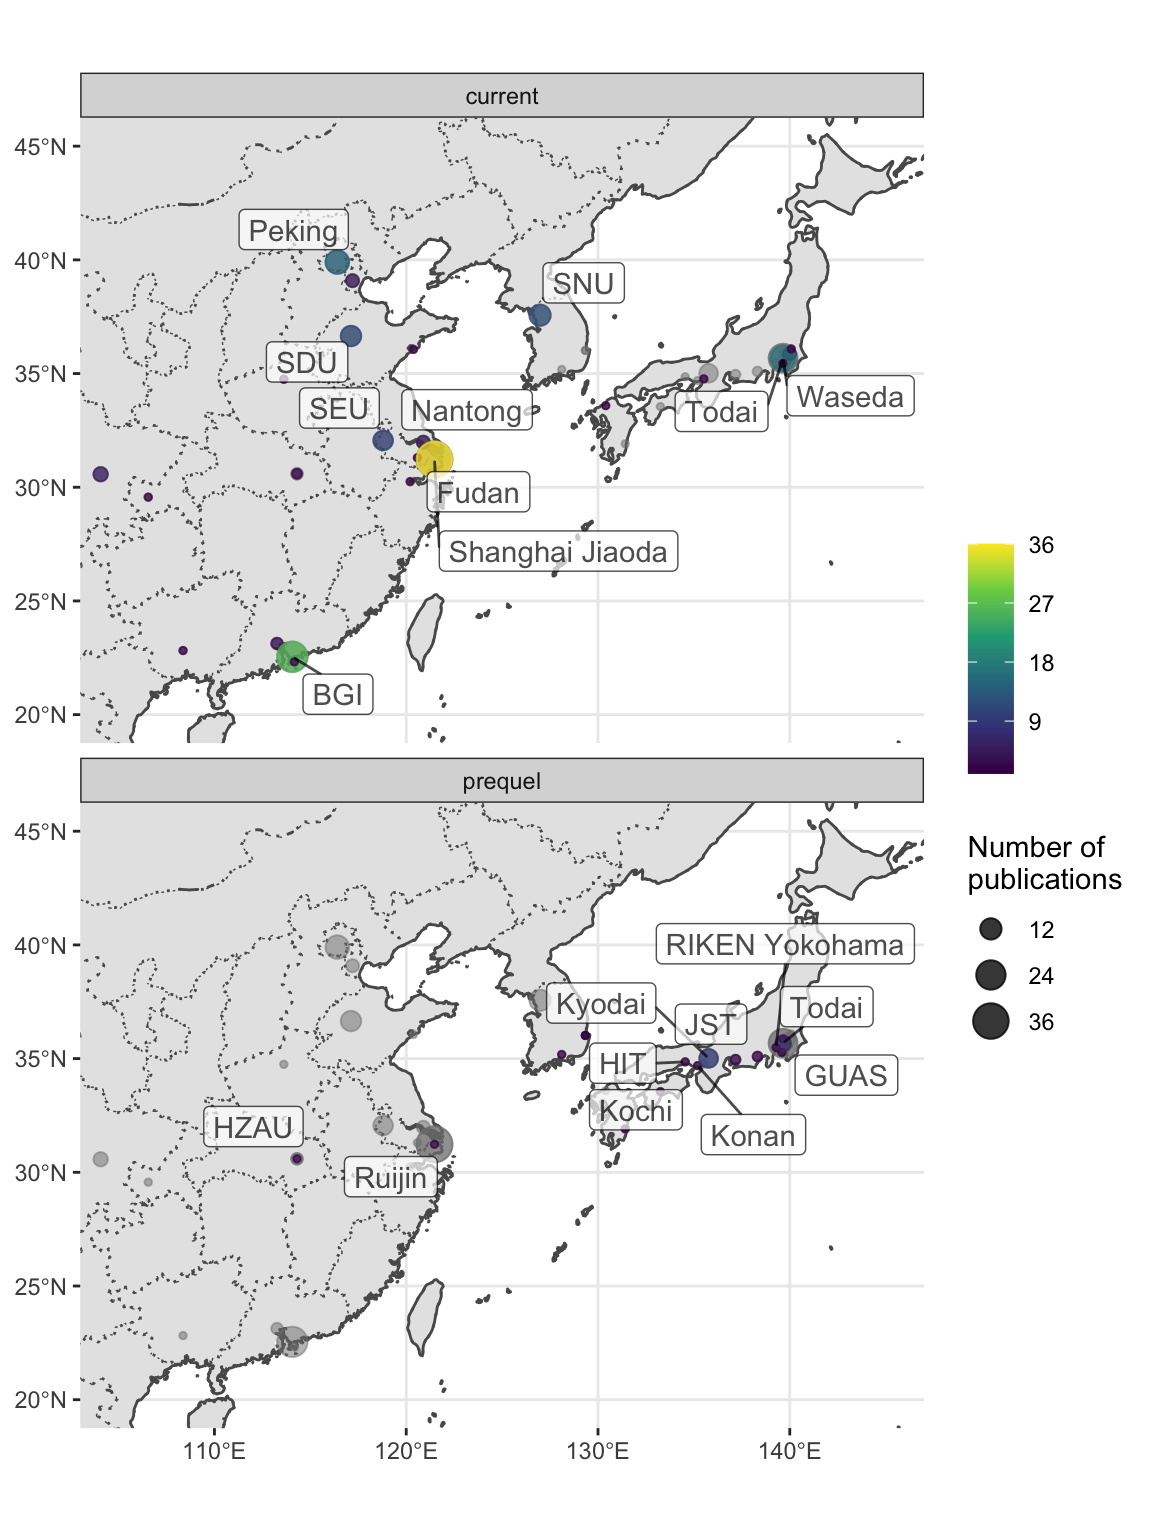 current
45°N
40°N
35°N
30°N
25°N
20°N
Peking
SNU
SDU
SEU
Nantong
Todai
Waseda
Fudan
Shanghai Jiaoda
BGI
36
27
18
9
prequel
45°N
40°N
35°N
30°N
25°N
20°N
RIKEN Yokohama
Kyodai
Todai
JST
HIT
GUAS
Kochi
Konan
HZAU
Ruijin
110°E
120°E
130°E
140°E
Number of
publications
12
24
36